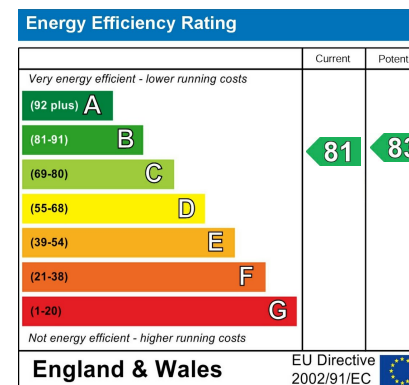 Energy Efficiency Rating
Current Potent
Very energy efficient - lower running costs
(92 plus) A
(81-91) B
81 83
(69-80) C
(55-68) D
(39-54) E
(21-38) F
(1-20) G
Not energy efficient - higher running costs
England & Wales
EU Directive
2002/91/EC